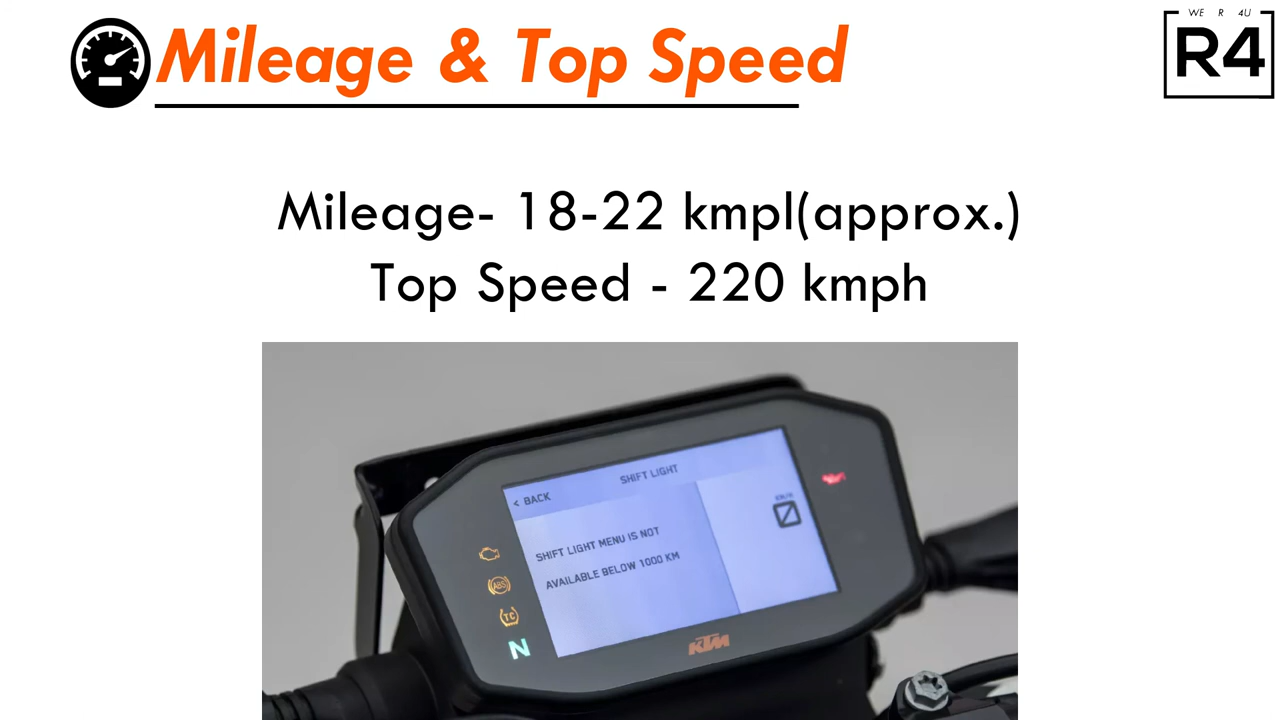 Mileage & Top Speed
WE R 4U
R4
Mileage- 18-22 kmpl(approx.)
Top Speed - 220 kmph
SHIFT LIGHT
< BACK
SHIFT LIGHT MENU IS NOT
AVAILABLE BELOW 1000 KM
ABS
TC
N
KTM